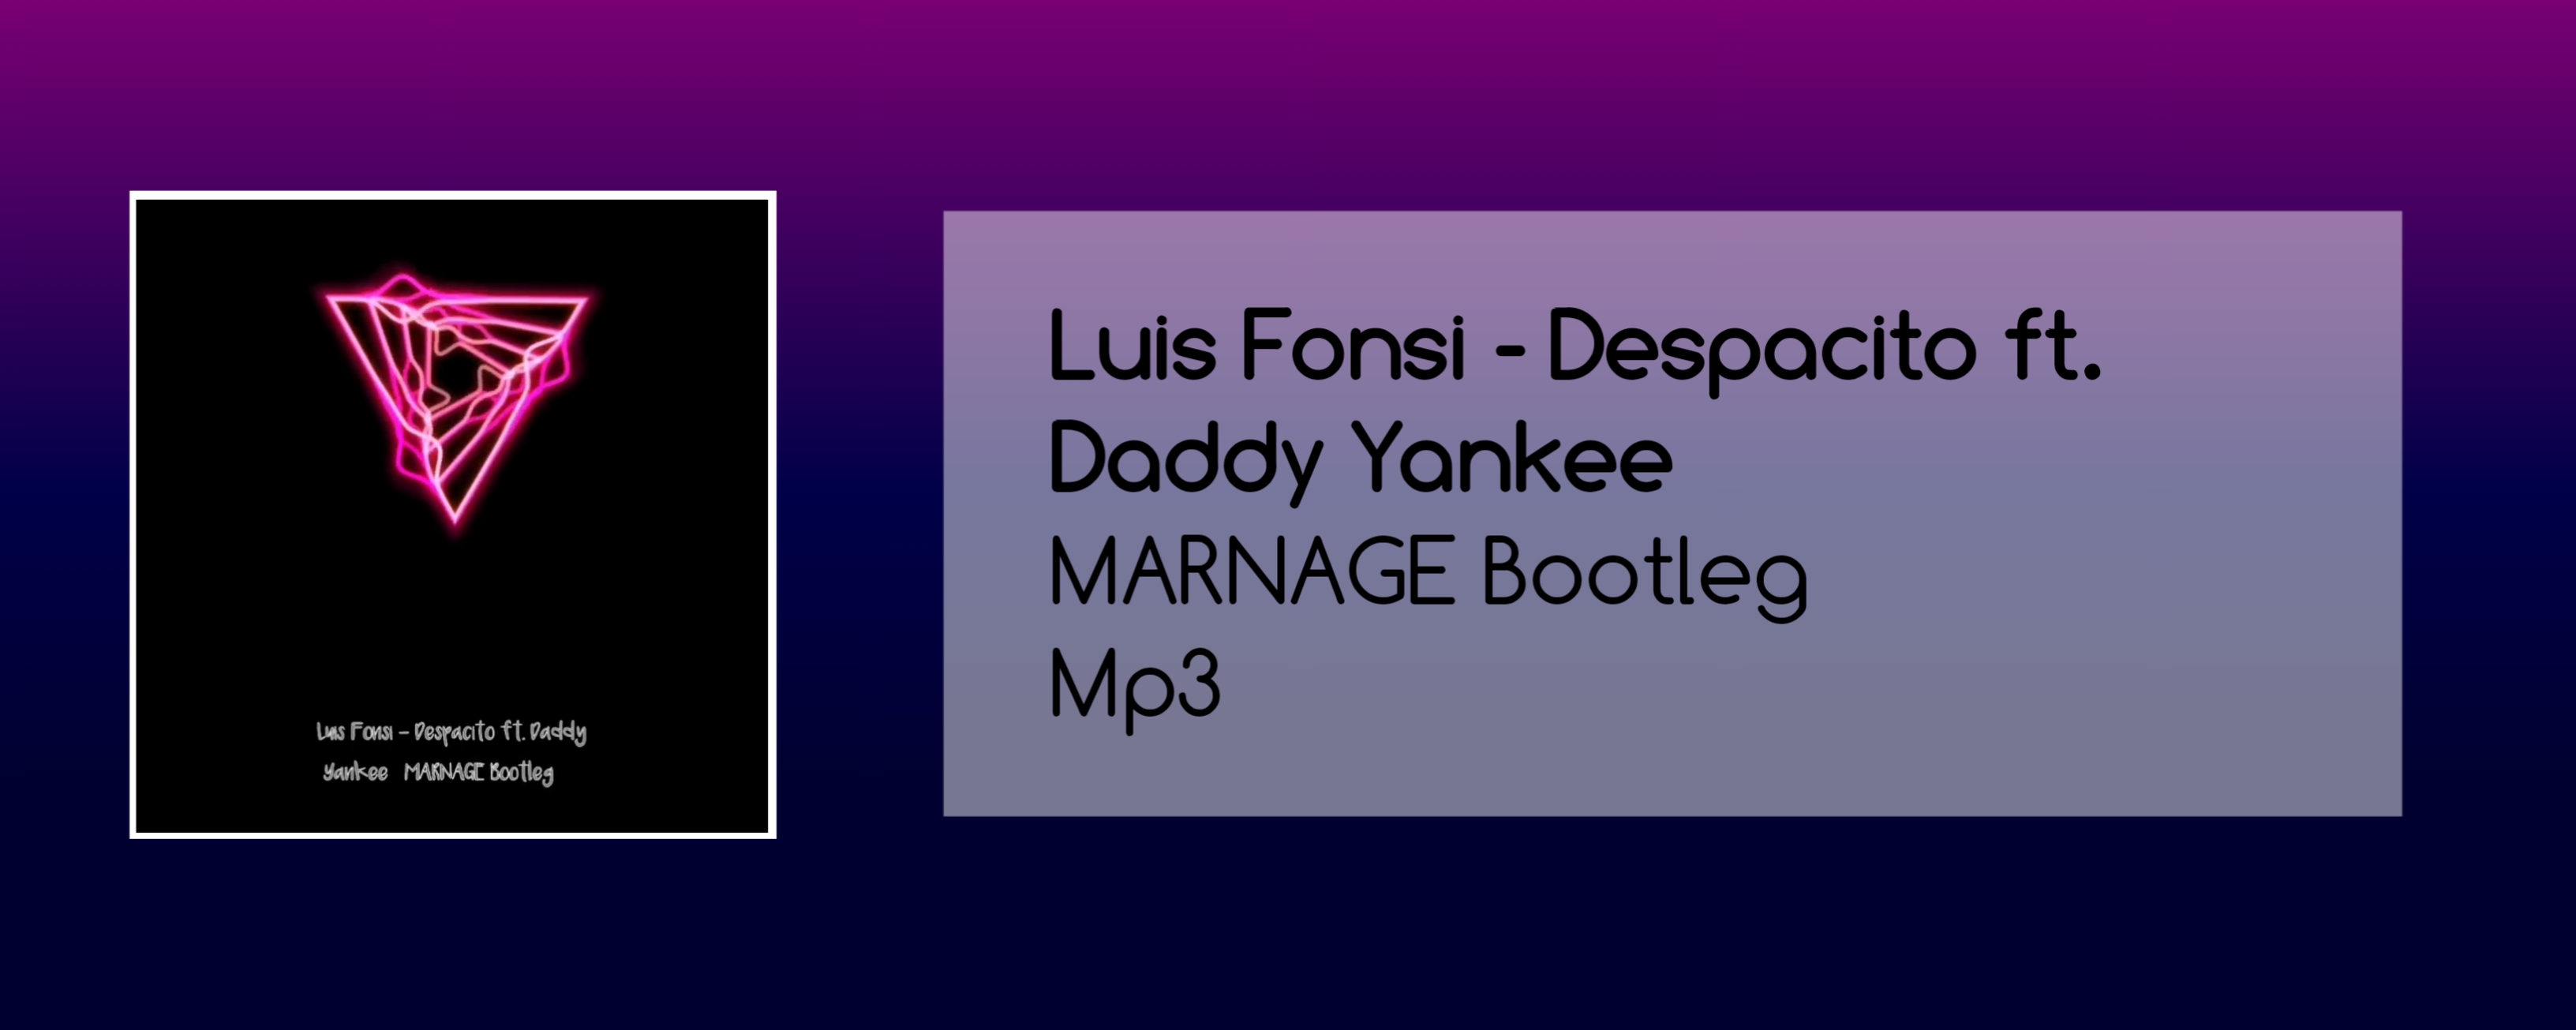 Luis Fonsi - Despacito ft. Daddy
Yankee MARNAGE Bootleg
Luis Fonsi - Despacito ft.
Daddy Yankee
MARNAGE Bootleg
Mp3